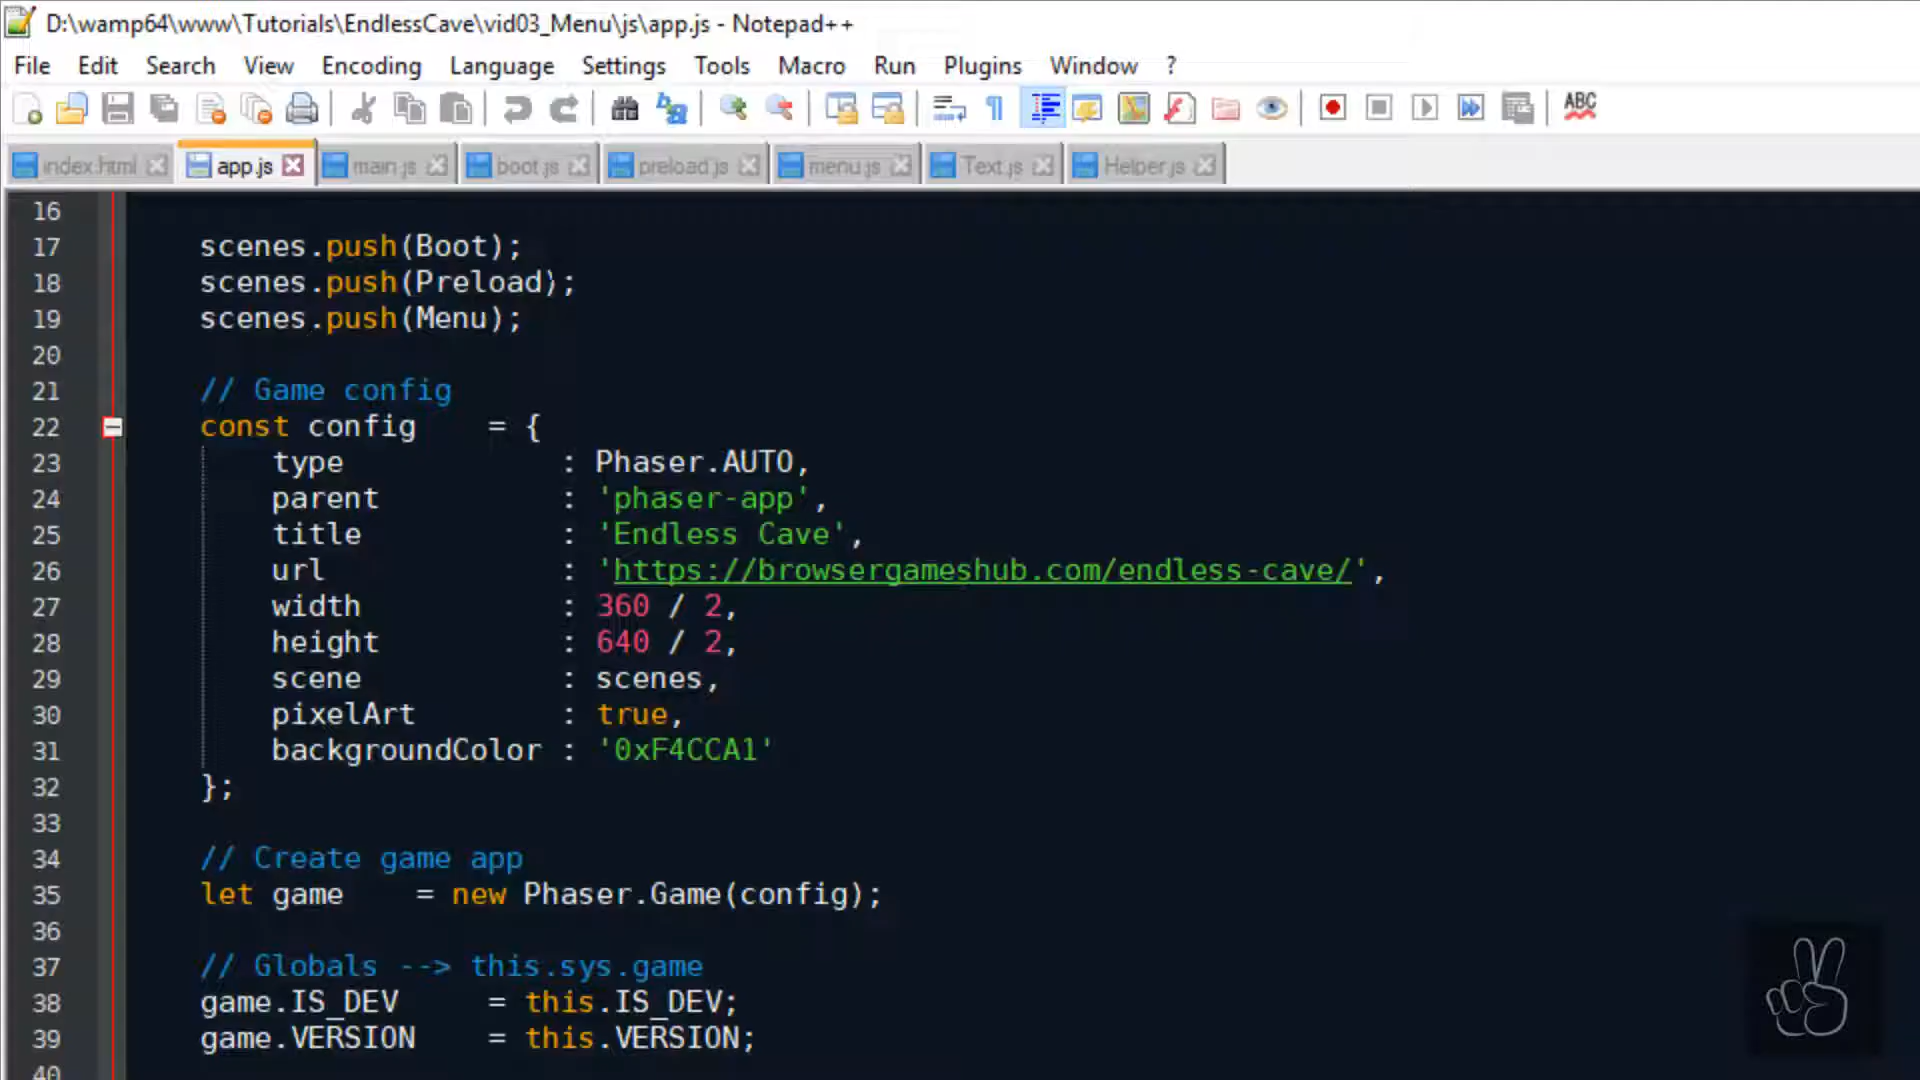 D:\wamp64\www\Tutorials\EndlessCave\vid03_Menu\js\app.js - Notepad++
File Edit Search View Encoding Language Settings Tools Macro Run Plugins Window ?
ABC
index.html app.js main.js boot.js preload.js menu.js Text.js Helper.js
16
17 scenes.push(Boot);
18 scenes.push(Preload);
19 scenes.push(Menu);
20
21 // Game config
22 const config = {
23 type : Phaser.AUTO,
24 parent : 'phaser-app',
25 title : 'Endless Cave',
26 url : 'https://browsergameshub.com/endless-cave/',
27 width : 360 / 2,
28 height : 640 / 2,
29 scene : scenes,
30 pixelArt : true,
31 backgroundColor : '0xF4CCA1'
32 };
33
34 // Create game app
35 let game = new Phaser.Game(config);
36
37 // Globals --> this.sys.game
38 game.IS_DEV = this.IS_DEV;
39 game.VERSION = this.VERSION;
40